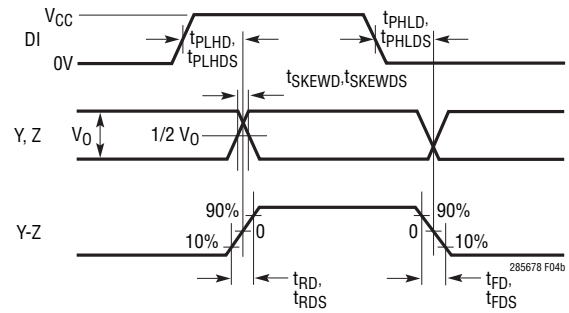 VCC
DI
0V
tPLHD,
tPLHDS
tPHLD,
tPHLDS
tSKEWD,tSKEWDS
Y, Z
VO
1/2 VO
Y-Z
90%
10%
0
0
90%
10%
285678 F04b
tRD,
tRDS
tFD,
tFDS